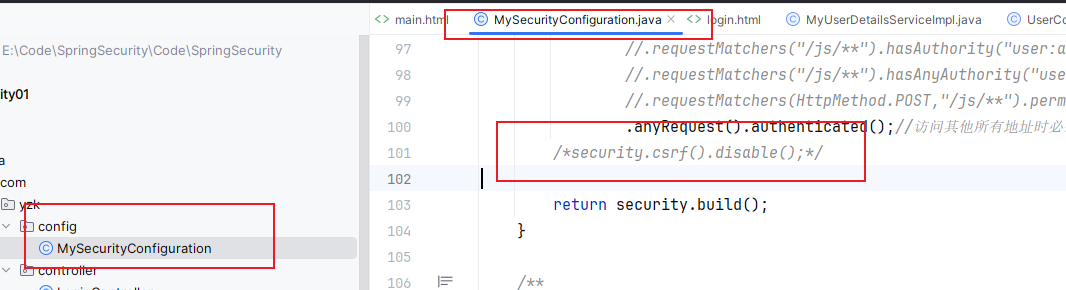 main.html
MySecurityConfiguration.java
login.html
MyUserDetailsServiceImpl.java
E:\Code\SpringSecurity\Code\SpringSecurity
ity01
a
com
yzk
config
MySecurityConfiguration
controller
97 //.requestMatchers("/js/**").hasAuthority("user:a
98 //.requestMatchers("/js/**").hasAnyAuthority("use
99 //.requestMatchers(HttpMethod.POST,"/js/**").perm
100 .anyRequest().authenticated();//访问其他所有地址时必
101 /*security.csrf().disable();*/
102
103 return security.build();
104 }
105
106 /**